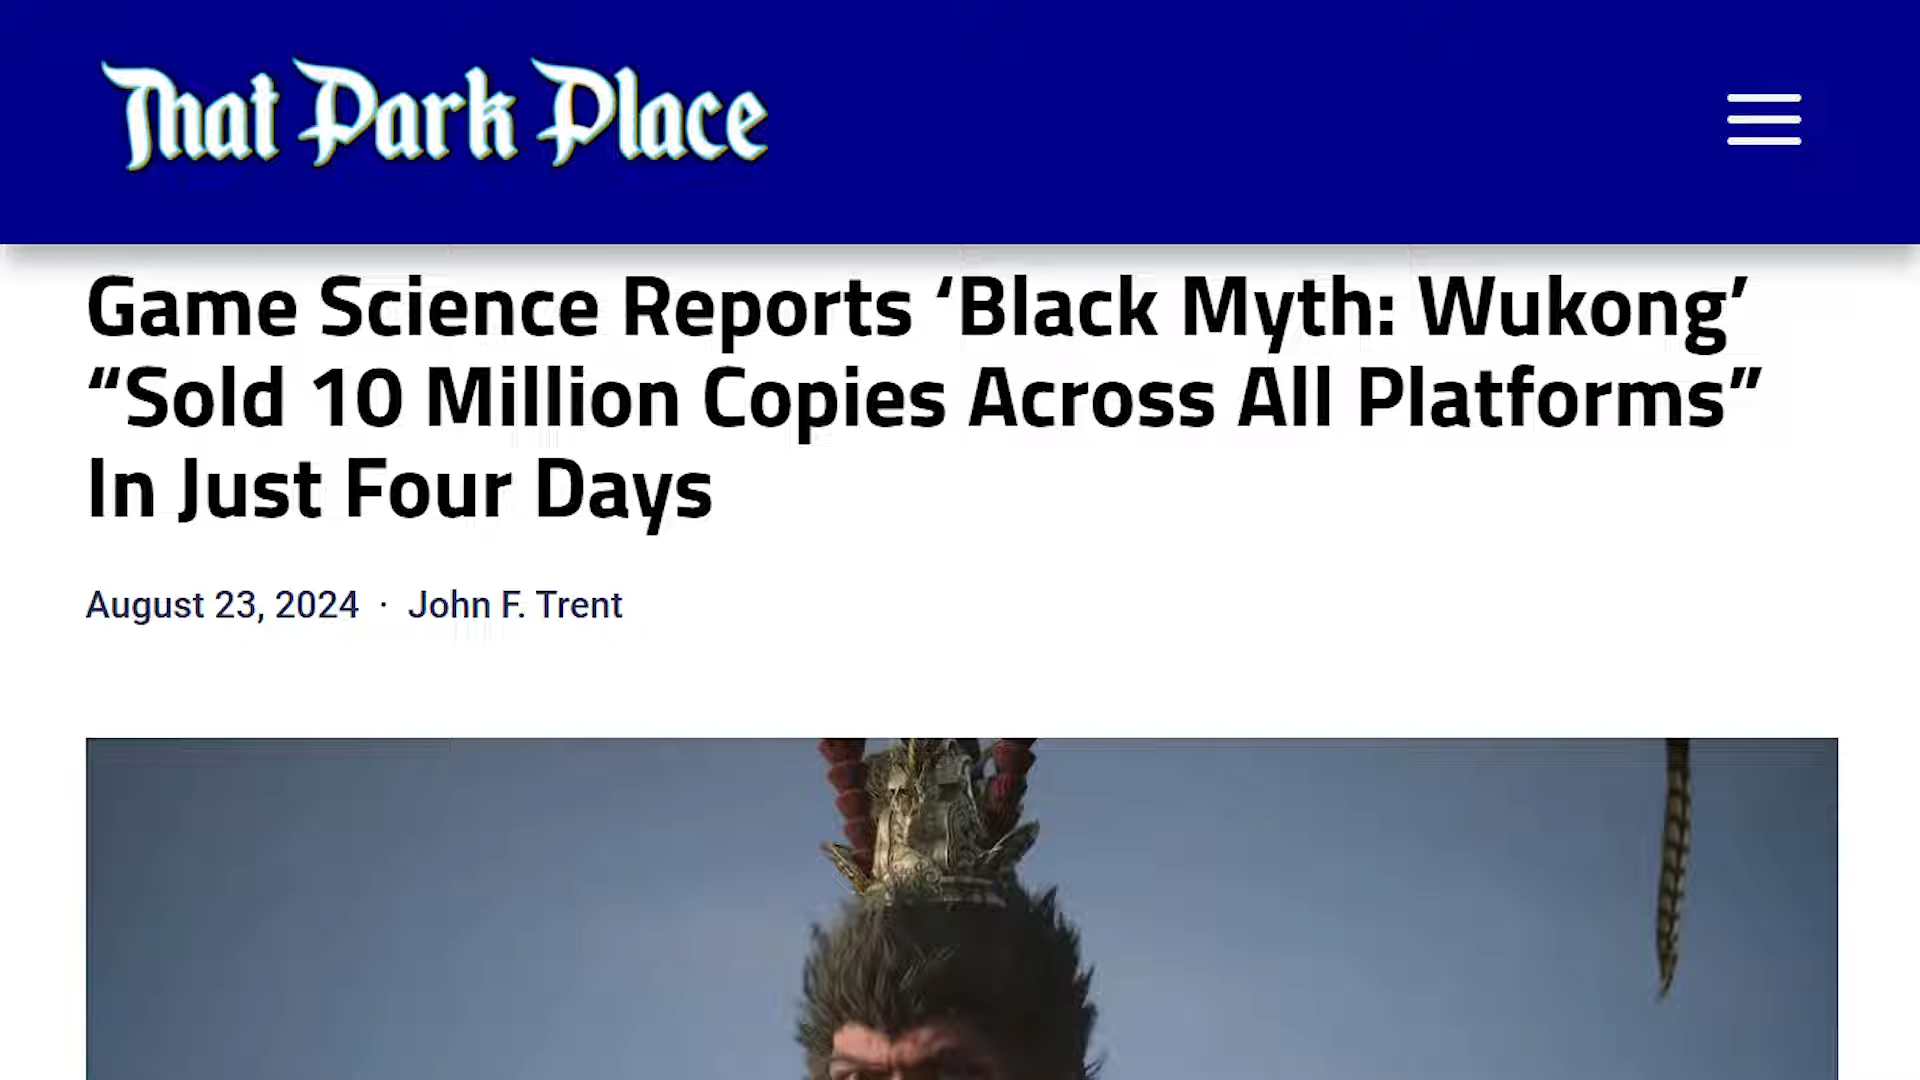 That Park Place
Game Science Reports ‘Black Myth: Wukong’
“Sold 10 Million Copies Across All Platforms”
In Just Four Days
August 23, 2024 · John F. Trent